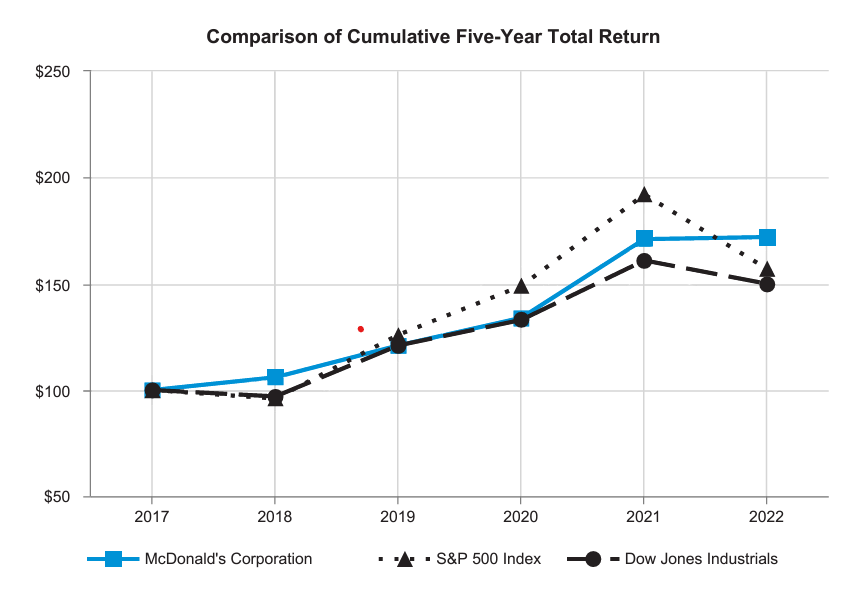 Comparison of Cumulative Five-Year Total Return
$250
$200
$150
$100
$50
2017 2018 2019 2020 2021 2022
McDonald's Corporation S&P 500 Index Dow Jones Industrials